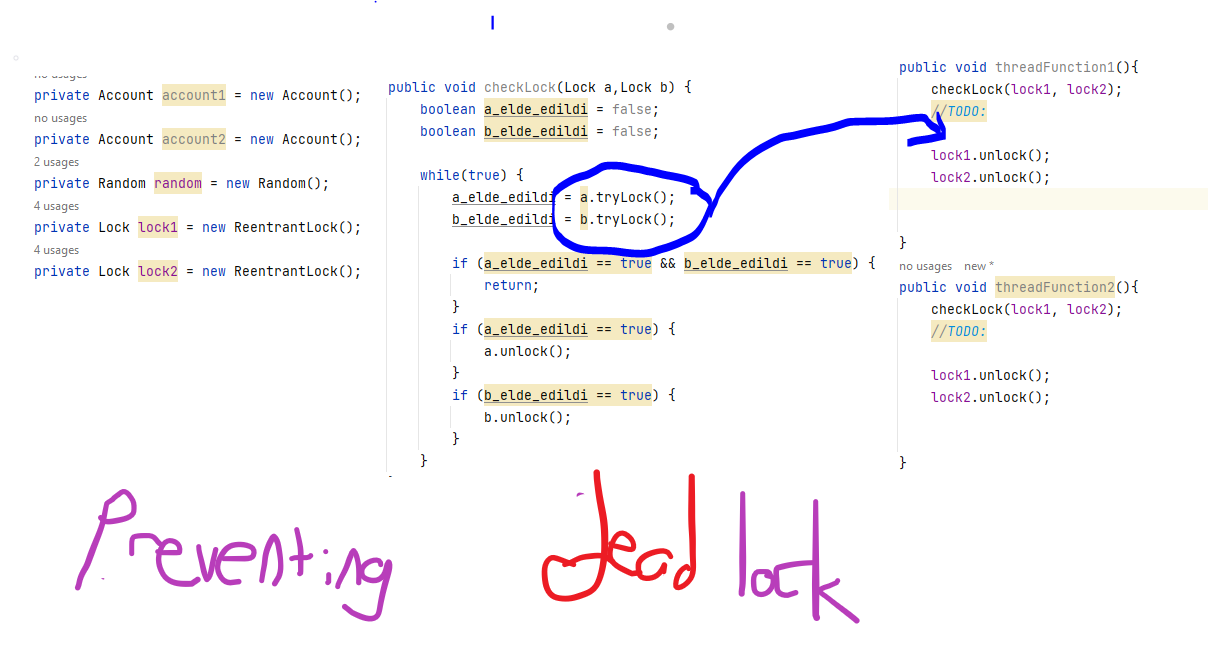 no usages
private Account account1 = new Account();
no usages
private Account account2 = new Account();
2 usages
private Random random = new Random();
4 usages
private Lock lock1 = new ReentrantLock();
4 usages
private Lock lock2 = new ReentrantLock();
public void checkLock(Lock a,Lock b) {
boolean a_elde_edildi = false;
boolean b_elde_edildi = false;
while(true) {
a_elde_edildi = a.tryLock();
b_elde_edildi = b.tryLock();
if (a_elde_edildi == true && b_elde_edildi == true) {
return;
}
if (a_elde_edildi == true) {
a.unlock();
}
if (b_elde_edildi == true) {
b.unlock();
}
}
public void threadFunction1(){
checkLock(lock1, lock2);
//TODO:
lock1.unlock();
lock2.unlock();
}
no usages new *
public void threadFunction2(){
checkLock(lock1, lock2);
//TODO:
lock1.unlock();
lock2.unlock();
}
Preventing dead lock